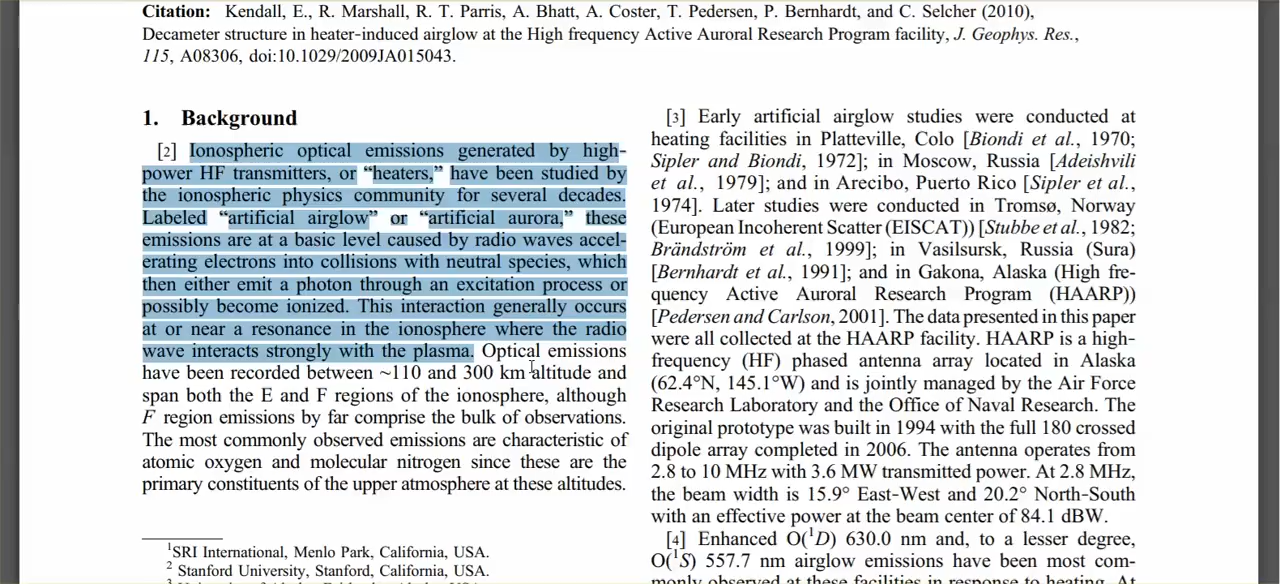 Citation: Kendall, E., R. Marshall, R. T. Parris, A. Bhatt, A. Coster, T. Pedersen, P. Bernhardt, and C. Selcher (2010),
Decameter structure in heater-induced airglow at the High frequency Active Auroral Research Program facility, J. Geophys. Res.,
115, A08306, doi:10.1029/2009JA015043.
1. Background
[2] Ionospheric optical emissions generated by high-
power HF transmitters, or “heaters,” have been studied by
the ionospheric physics community for several decades.
Labeled “artificial airglow” or “artificial aurora,” these
emissions are at a basic level caused by radio waves accel-
erating electrons into collisions with neutral species, which
then either emit a photon through an excitation process or
possibly become ionized. This interaction generally occurs
at or near a resonance in the ionosphere where the radio
wave interacts strongly with the plasma. Optical emissions
have been recorded between ~110 and 300 km altitude and
span both the E and F regions of the ionosphere, although
F region emissions by far comprise the bulk of observations.
The most commonly observed emissions are characteristic of
atomic oxygen and molecular nitrogen since these are the
primary constituents of the upper atmosphere at these altitudes.
1SRI International, Menlo Park, California, USA.
2 Stanford University, Stanford, California, USA.
[3] Early artificial airglow studies were conducted at
heating facilities in Platteville, Colo [Biondi et al., 1970;
Sipler and Biondi, 1972]; in Moscow, Russia [Adeishvili
et al., 1979]; and in Arecibo, Puerto Rico [Sipler et al.,
1974]. Later studies were conducted in Tromsø, Norway
(European Incoherent Scatter (EISCAT)) [Stubbe et al., 1982;
Brändström et al., 1999]; in Vasilsursk, Russia (Sura)
[Bernhardt et al., 1991]; and in Gakona, Alaska (High fre-
quency Active Auroral Research Program (HAARP))
[Pedersen and Carlson, 2001]. The data presented in this paper
were all collected at the HAARP facility. HAARP is a high-
frequency (HF) phased antenna array located in Alaska
(62.4°N, 145.1°W) and is jointly managed by the Air Force
Research Laboratory and the Office of Naval Research. The
original prototype was built in 1994 with the full 180 crossed
dipole array completed in 2006. The antenna operates from
2.8 to 10 MHz with 3.6 MW transmitted power. At 2.8 MHz,
the beam width is 15.9° East-West and 20.2° North-South
with an effective power at the beam center of 84.1 dBW.
[4] Enhanced O(1D) 630.0 nm and, to a lesser degree,
O(1S) 557.7 nm airglow emissions have been most com-
monly observed at these facilities in response to heating. At